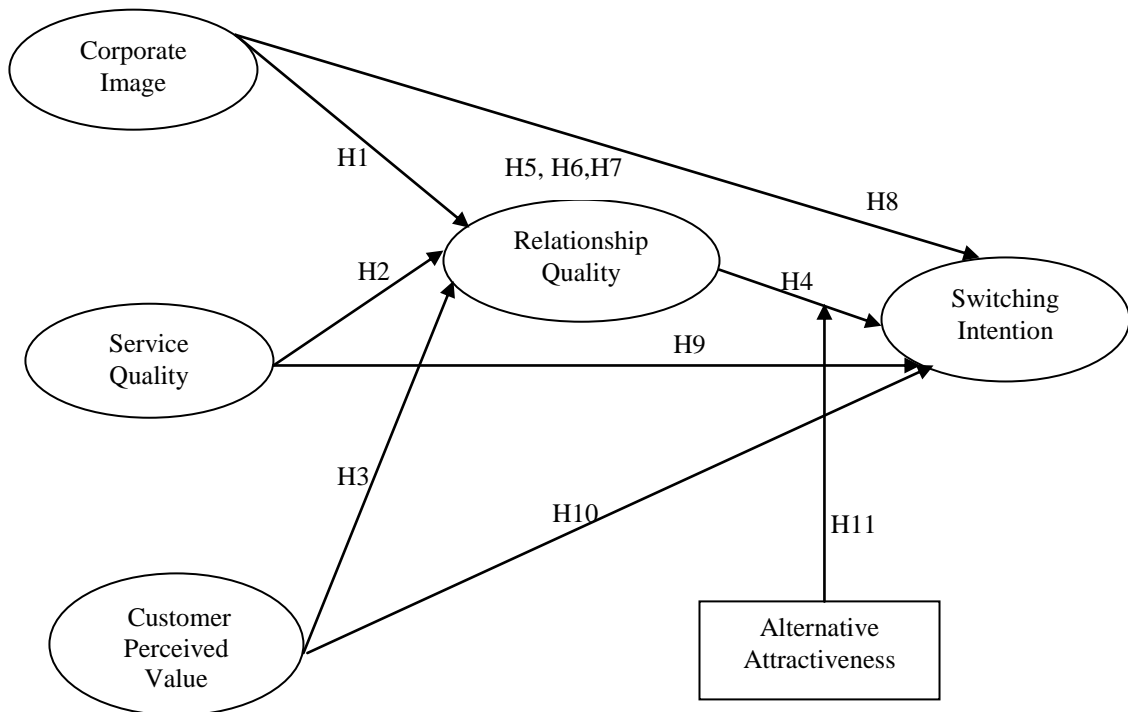 Corporate
Image
H1
H5, H6,H7
H8
Relationship
Quality
H2
H4
Switching
Intention
Service
Quality
H9
H3
H10
H11
Customer
Perceived
Value
Alternative
Attractiveness